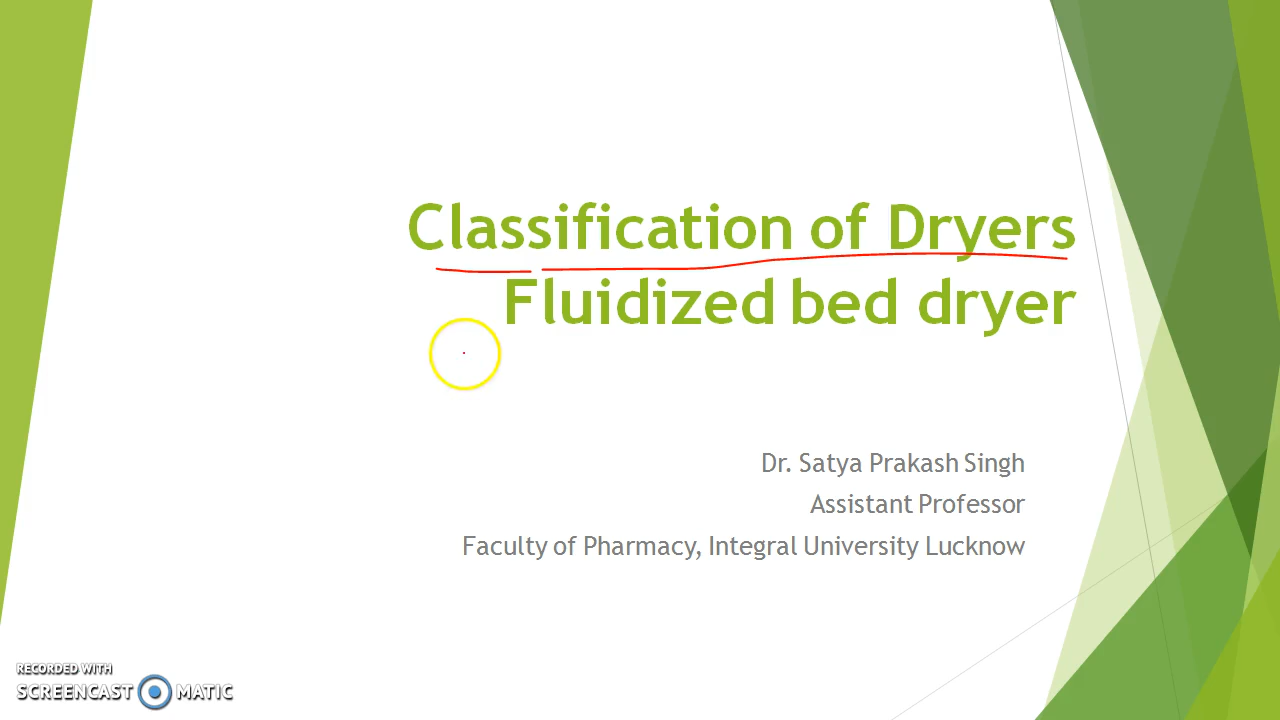 Classification of Dryers
Fluidized bed dryer
Dr. Satya Prakash Singh
Assistant Professor
Faculty of Pharmacy, Integral University Lucknow
RECORDED WITH
SCREENCAST MATIC